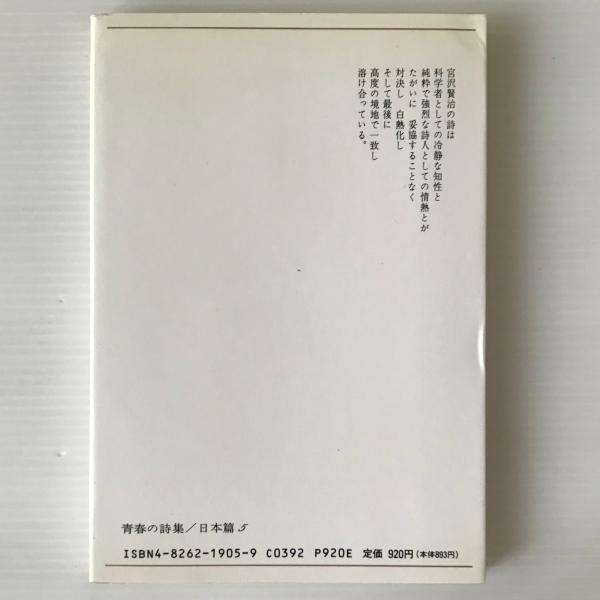 宮沢賢治の詩は
科学者としての冷静な知性と
純粋で強烈な詩人としての情熱とが
たがいに 妥協することなく
対決し 白熱化し
そして最後に
高度の境地で一致し
溶け合っている。
青春の詩集/日本篇5
ISBN4-8262-1905-9 C0392 P920E 定価 920円(本体893円)